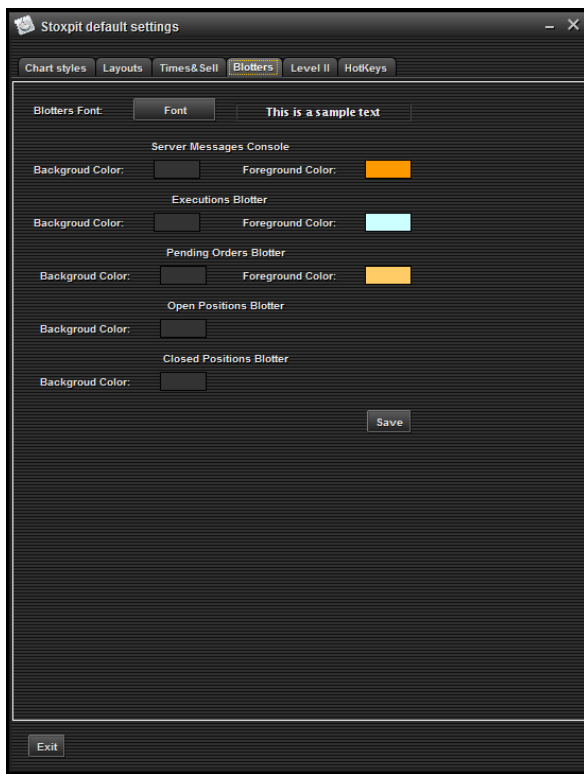 Stoxpit default settings
Chart styles Layouts Times&Sell Blotters Level II HotKeys
Blotters Font: Font This is a sample text
Server Messages Console
Backgroud Color: Foreground Color:
Executions Blotter
Backgroud Color: Foreground Color:
Pending Orders Blotter
Backgroud Color: Foreground Color:
Open Positions Blotter
Backgroud Color:
Closed Positions Blotter
Backgroud Color:
Save
Exit